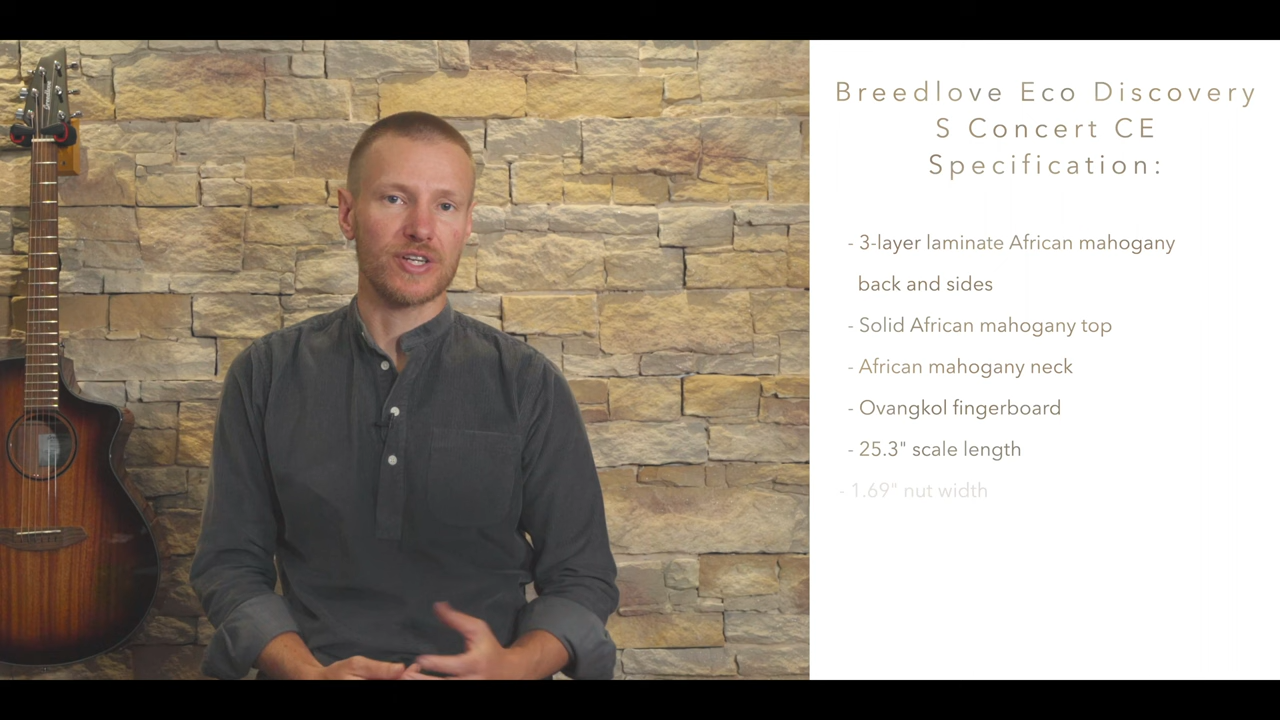 Breedlove Eco Discovery
S Concert CE
Specification:
- 3-layer laminate African mahogany
back and sides
- Solid African mahogany top
- African mahogany neck
- Ovangkol fingerboard
- 25.3" scale length
- 1.69" nut width
Breedlove